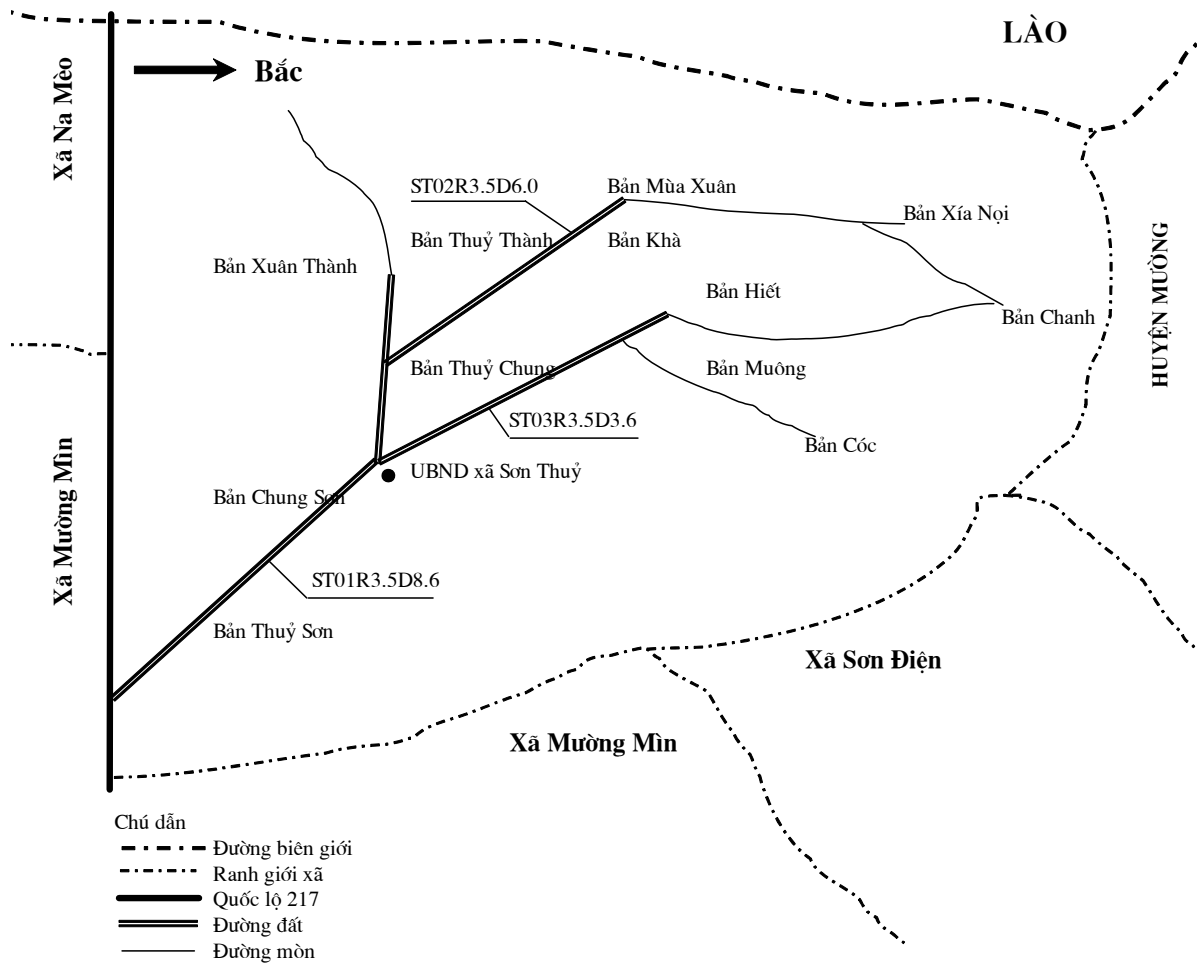 LÀO
Xã Na Mèo
Bắc
ST02R3.5D6.0
Bản Mùa Xuân
Bản Xía Nọi
Bản Thuỷ Thành
Bản Khà
Bản Xuân Thành
Bản Hiết
Bản Chanh
HUYỆN MƯỜNG
Bản Thuỷ Chung
Bản Muông
ST03R3.5D3.6
Bản Cóc
UBND xã Sơn Thuỷ
Bản Chung Sơn
Xã Mường Mìn
ST01R3.5D8.6
Bản Thuỷ Sơn
Xã Sơn Điện
Xã Mường Mìn
Chú dẫn
Đường biên giới
Ranh giới xã
Quốc lộ 217
Đường đất
Đường mòn